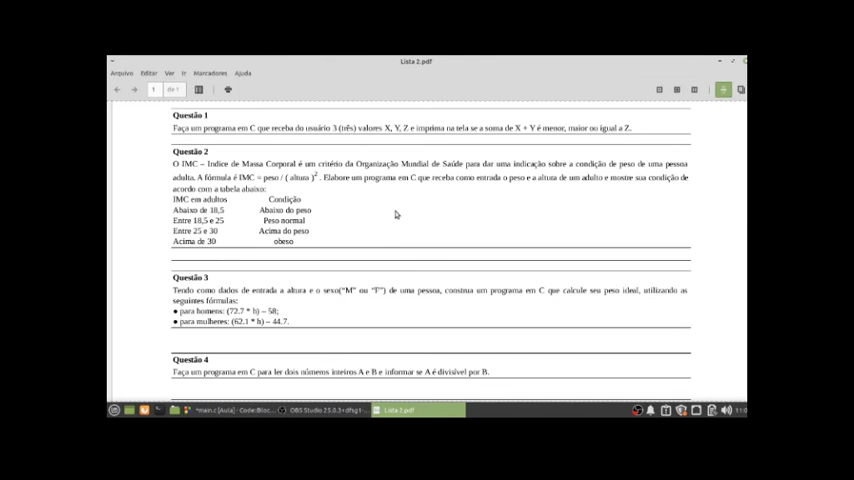 Lista 2.pdf
Arquivo Editar Ver Ir Marcadores Ajuda
1 de 1
Questão 1
Faça um programa em C que receba do usuário 3 (três) valores X, Y, Z e imprima na tela se a soma de X + Y é menor, maior ou igual a Z.
Questão 2
O IMC – Indice de Massa Corporal é um critério da Organização Mundial de Saúde para dar uma indicação sobre a condição de peso de uma pessoa
adulta. A fórmula é IMC = peso / ( altura )2 . Elabore um programa em C que receba como entrada o peso e a altura de um adulto e mostre sua condição de
acordo com a tabela abaixo:
IMC em adultos Condição
Abaixo de 18,5 Abaixo do peso
Entre 18,5 e 25 Peso normal
Entre 25 e 30 Acima do peso
Acima de 30 obeso
Questão 3
Tendo como dados de entrada a altura e o sexo("M" ou "F") de uma pessoa, construa um programa em C que calcule seu peso ideal, utilizando as
seguintes fórmulas:
● para homens: (72.7 * h) – 58;
● para mulheres: (62.1 * h) – 44.7.
Questão 4
Faça um programa em C para ler dois números inteiros A e B e informar se A é divisível por B.
*main.c [Aula] - Code::Bloc... OBS Studio 25.0.3+dfsg1-... Lista 2.pdf